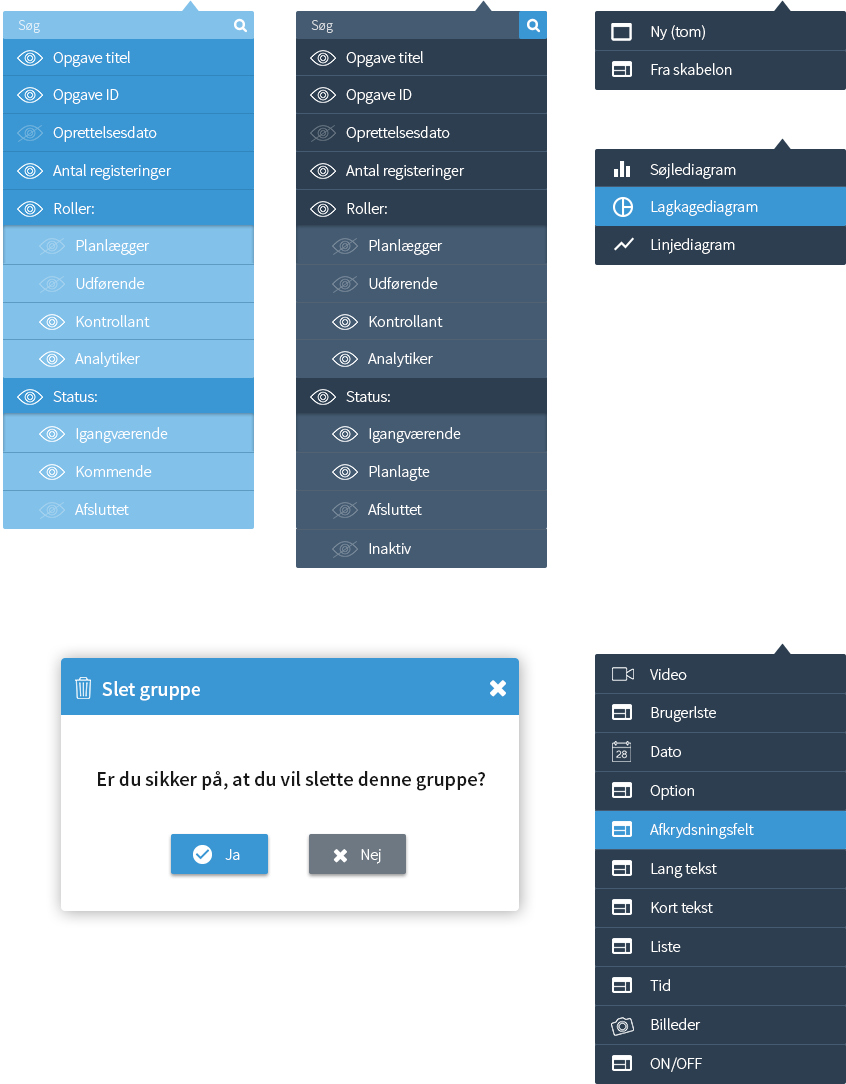 Søg
Opgave titel
Opgave ID
Oprettelsesdato
Antal registeringer
Roller:
Planlægger
Udførende
Kontrollant
Analytiker
Status:
Igangværende
Kommende
Afsluttet
Søg
Opgave titel
Opgave ID
Oprettelsesdato
Antal registeringer
Roller:
Planlægger
Udførende
Kontrollant
Analytiker
Status:
Igangværende
Planlagte
Afsluttet
Inaktiv
Ny (tom)
Fra skabelon
Søjlediagram
Lagkagediagram
Linjediagram
Slet gruppe
Er du sikker på, at du vil slette denne gruppe?
Ja
Nej
Video
Brugerlste
28
Dato
Option
Afkrydsningsfelt
Lang tekst
Kort tekst
Liste
Tid
Billeder
ON/OFF